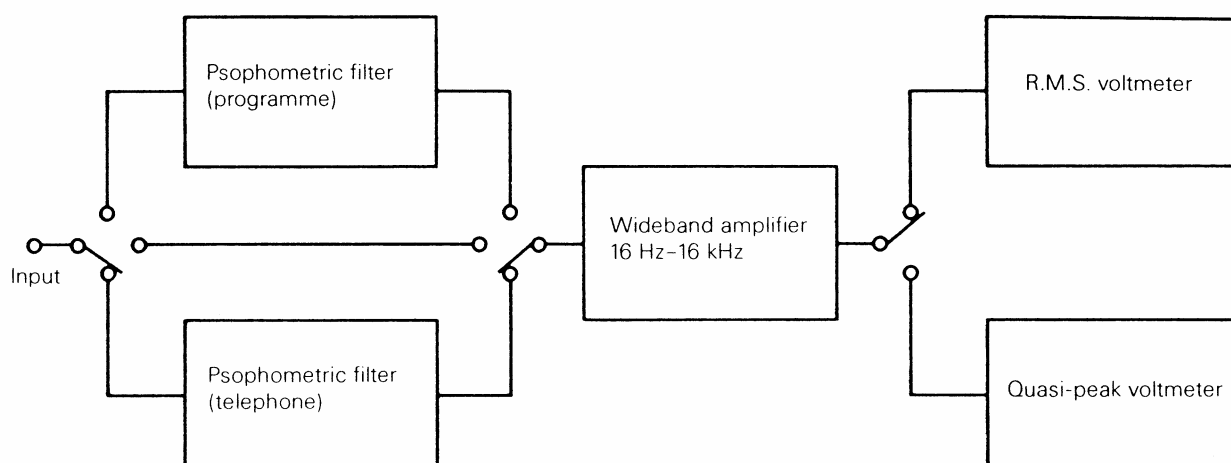 Psophometric filter
(programme)
R.M.S. voltmeter
Wideband amplifier
16 Hz–16 kHz
Input
Psophometric filter
(telephone)
Quasi-peak voltmeter